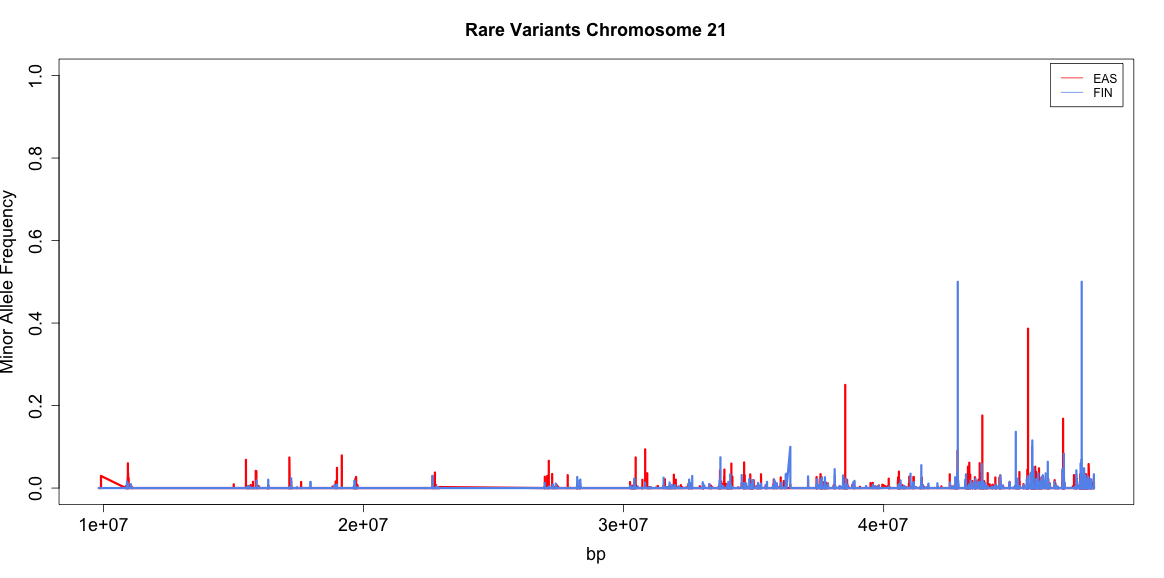 Rare Variants Chromosome 21
EAS
FIN
Minor Allele Frequency
1.0
0.8
0.6
0.4
0.2
0.0
1e+07 2e+07 3e+07 4e+07
bp